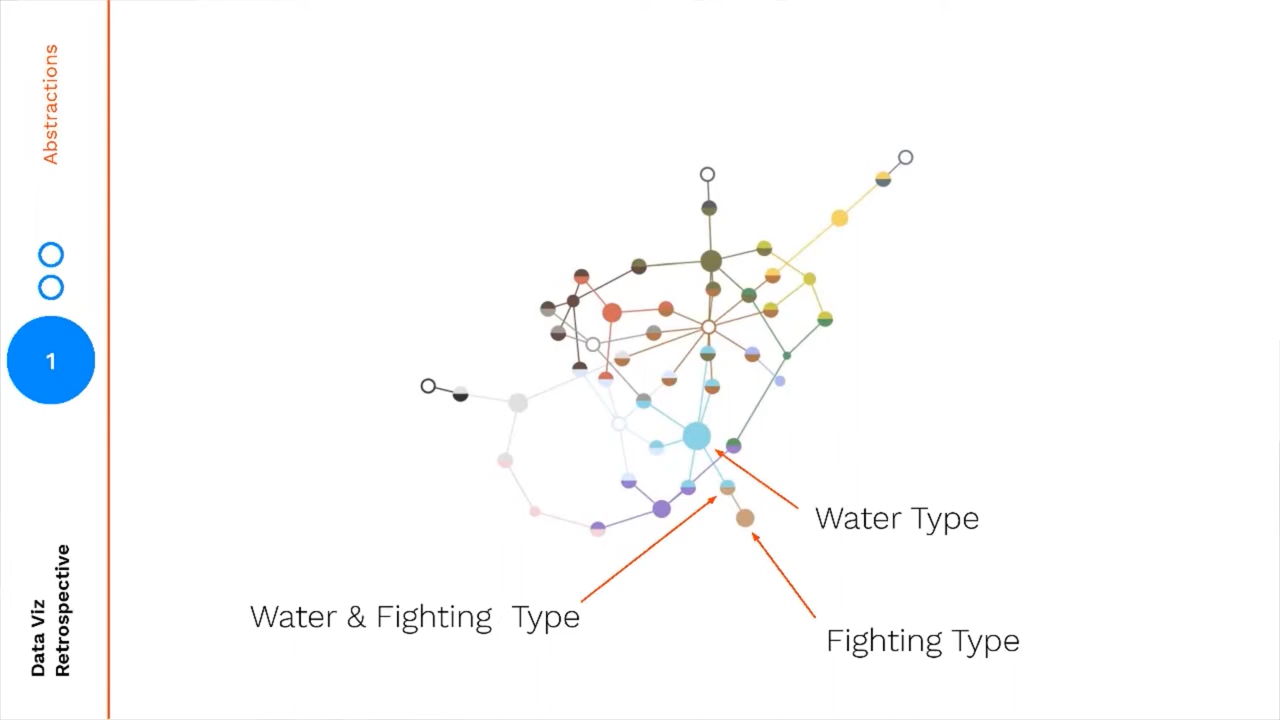 Abstractions
1
Data Viz
Retrospective
Water Type
Water & Fighting  Type
Fighting Type